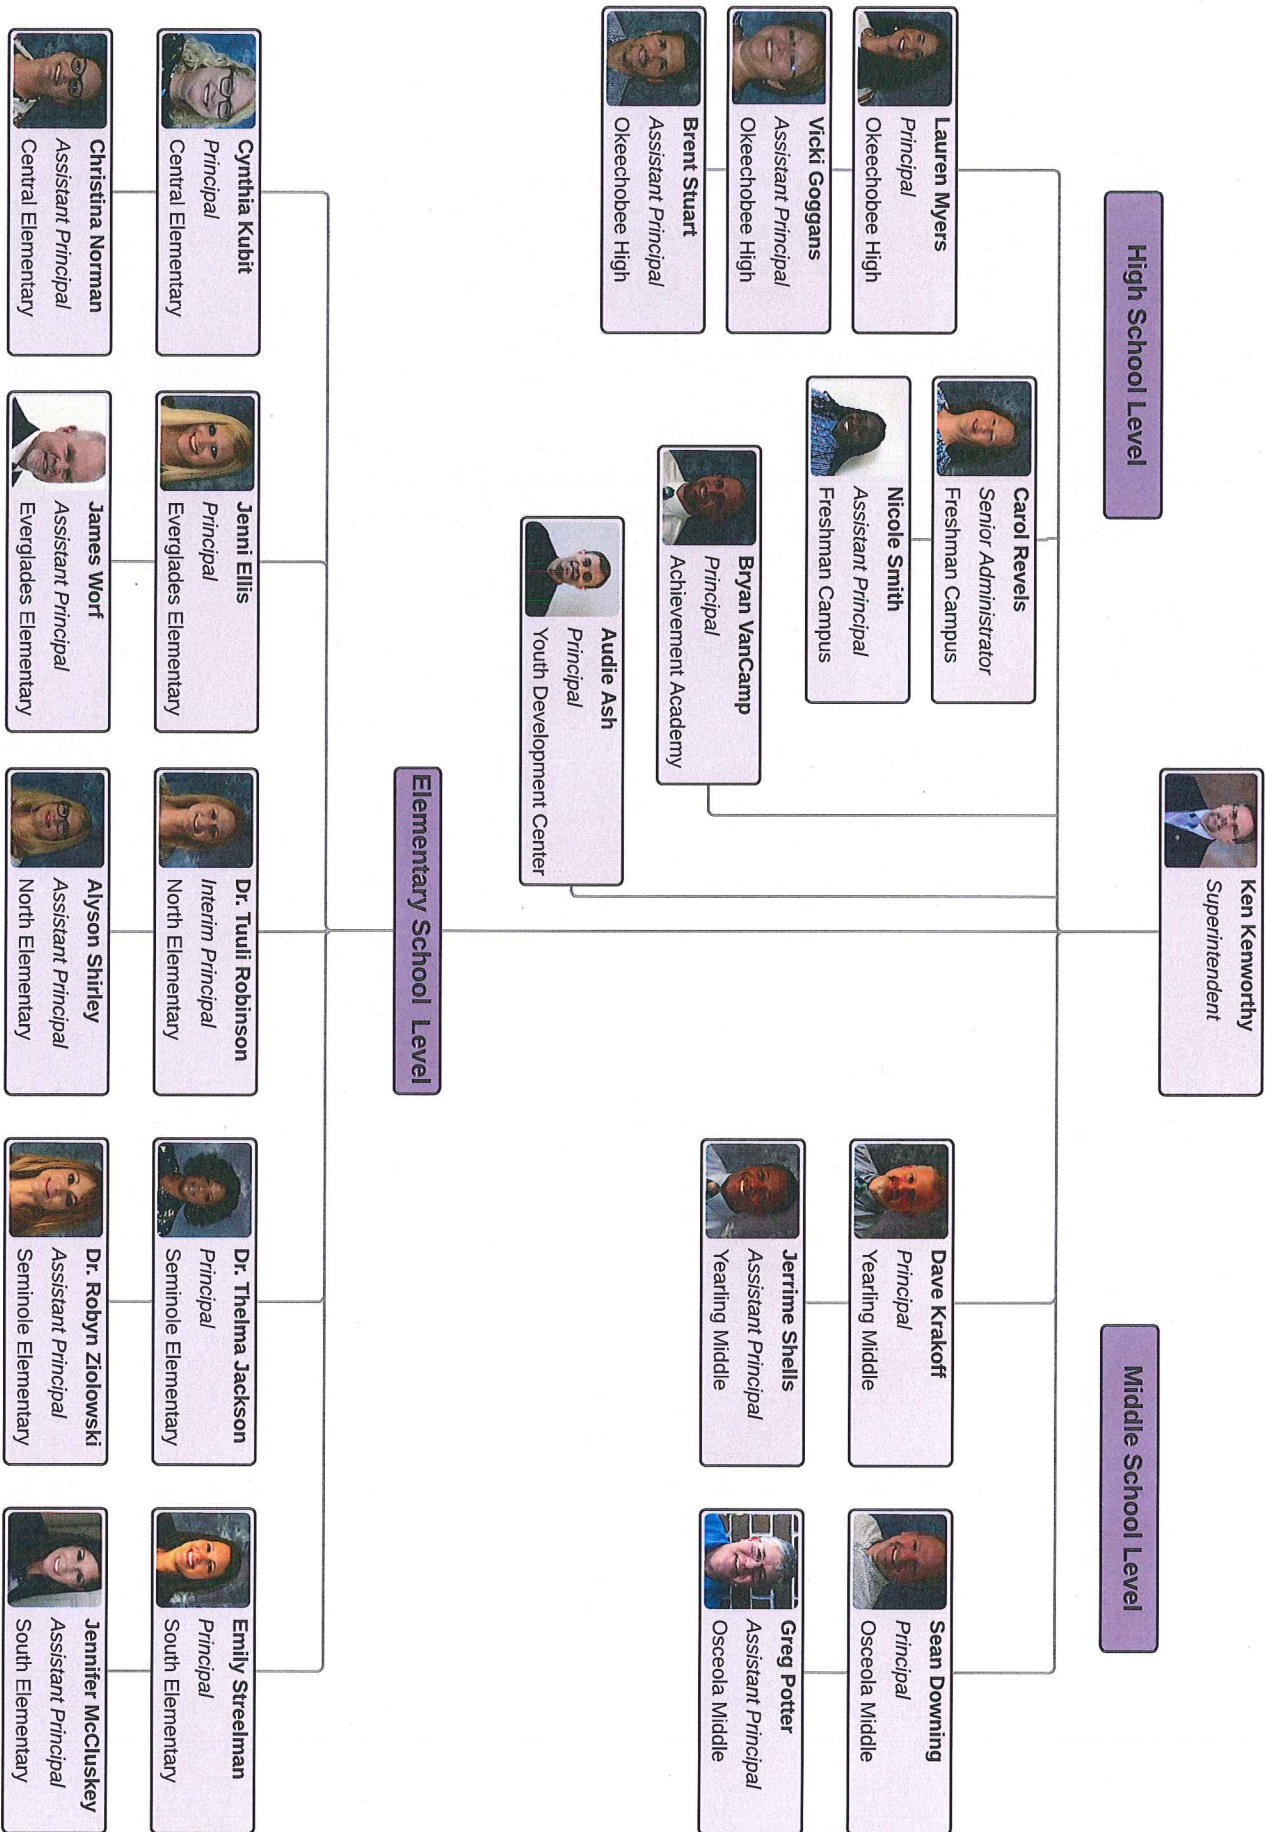 Ken Kenworthy
Superintendent
High School Level
Middle School Level
Lauren Myers
Principal
Okeechobee High
Vicki Goggans
Assistant Principal
Okeechobee High
Brent Stuart
Assistant Principal
Okeechobee High
Carol Revels
Senior Administrator
Freshman Campus
Nicole Smith
Assistant Principal
Freshman Campus
Bryan VanCamp
Principal
Achievement Academy
Audie Ash
Principal
Youth Development Center
Dave Krakoff
Principal
Yearling Middle
Jerrime Shells
Assistant Principal
Yearling Middle
Sean Downing
Principal
Osceola Middle
Greg Potter
Assistant Principal
Osceola Middle
Elementary School Level
Cynthia Kubit
Principal
Central Elementary
Christina Norman
Assistant Principal
Central Elementary
Jenni Ellis
Principal
Everglades Elementary
James Worf
Assistant Principal
Everglades Elementary
Dr. Tuuli Robinson
Interim Principal
North Elementary
Alyson Shirley
Assistant Principal
North Elementary
Dr. Thelma Jackson
Principal
Seminole Elementary
Dr. Robyn Ziolowski
Assistant Principal
Seminole Elementary
Emily Streelman
Principal
South Elementary
Jennifer McCluskey
Assistant Principal
South Elementary